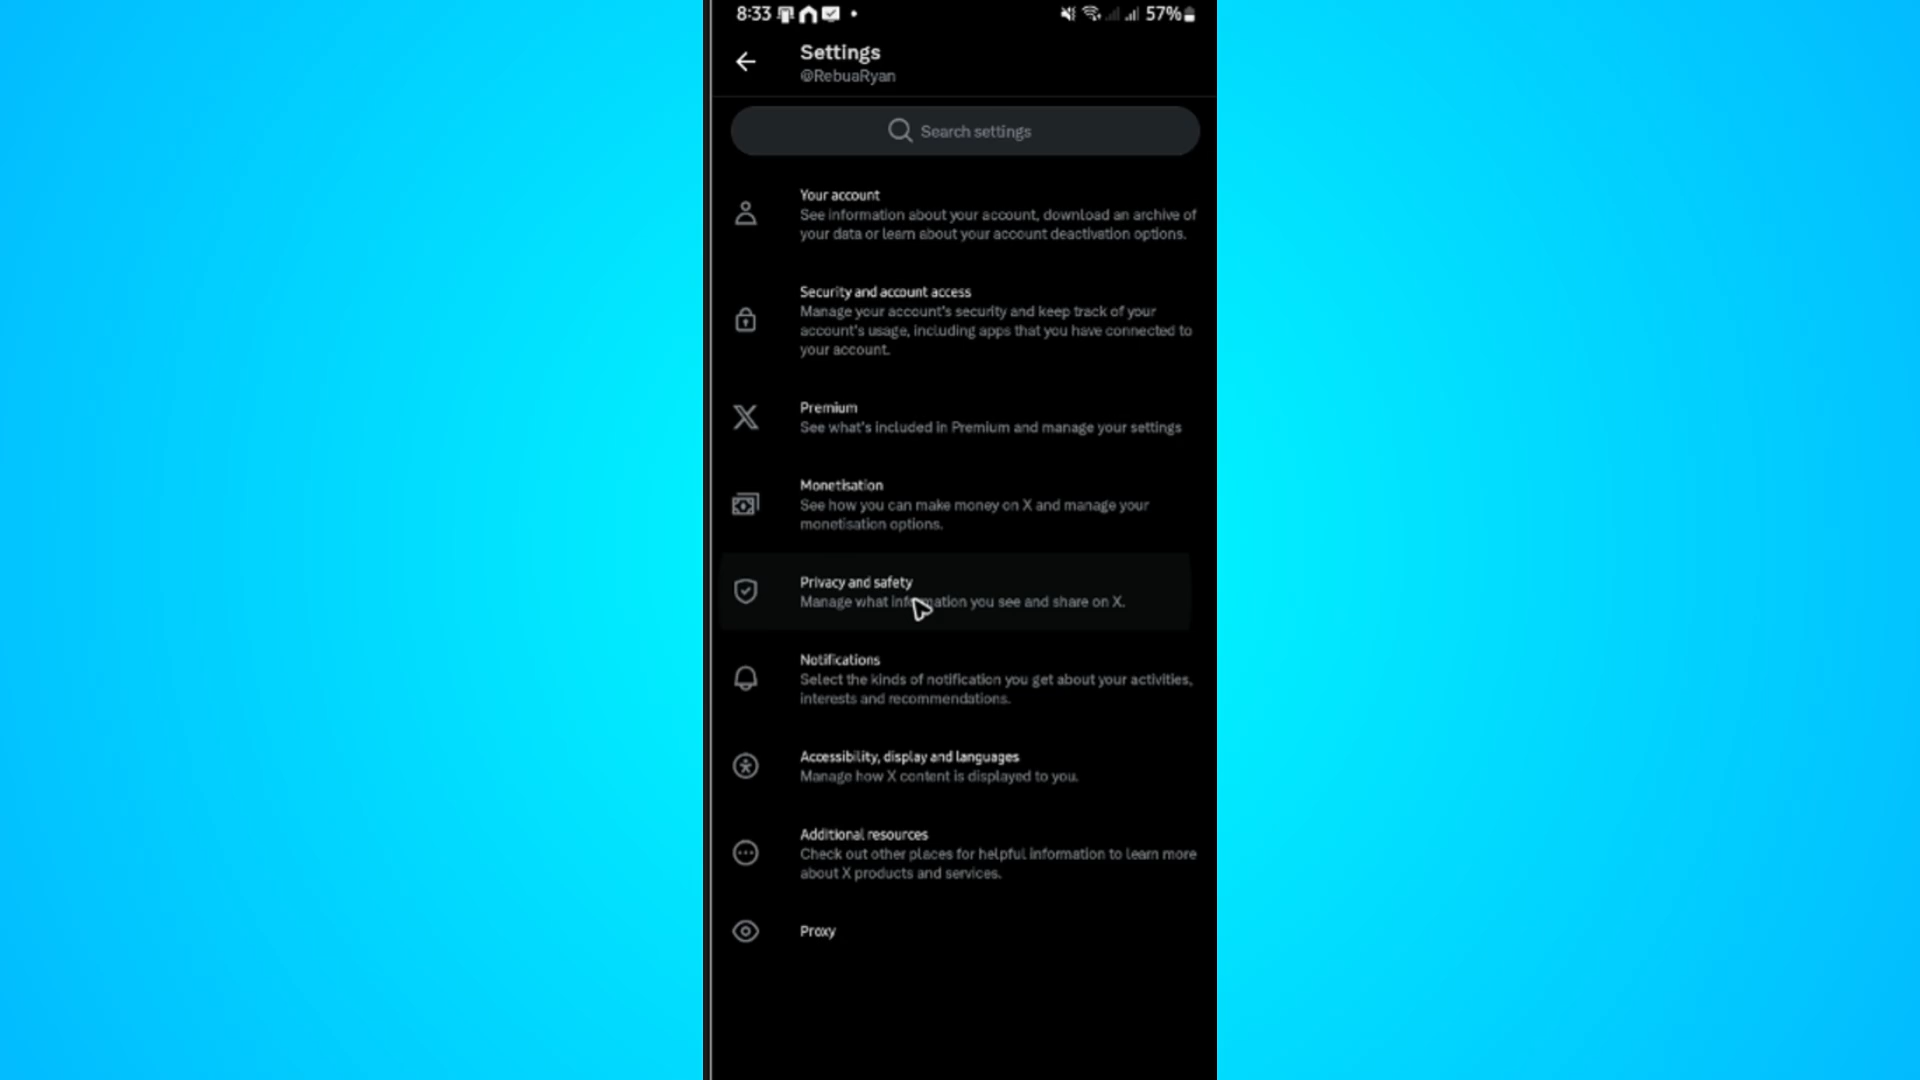 8:33 57%
Settings
@RebuaRyan
Search settings
Your account
See information about your account, download an archive of
your data or learn about your account deactivation options.
Security and account access
Manage your account's security and keep track of your
account's usage, including apps that you have connected to
your account.
Premium
See what's included in Premium and manage your settings
Monetisation
See how you can make money on X and manage your
monetisation options.
Privacy and safety
Manage what information you see and share on X.
Notifications
Select the kinds of notification you get about your activities,
interests and recommendations.
Accessibility, display and languages
Manage how X content is displayed to you.
Additional resources
Check out other places for helpful information to learn more
about X products and services.
Proxy